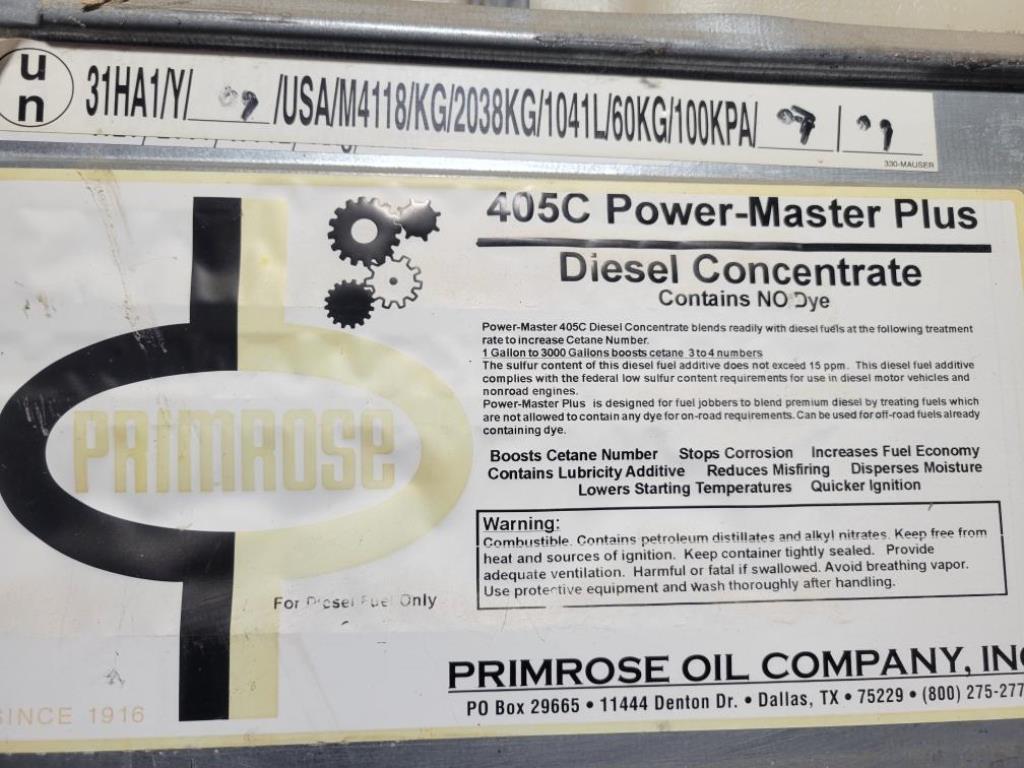 un
31HA1/Y/ /USA/M4118/KG/2038KG/1041L/60KG/100KPA/ 9 /
330-MAUSER
405C Power-Master Plus
Diesel Concentrate
Contains NO Dye
Power-Master 405C Diesel Concentrate blends readily with diesel fuels at the following treatment
rate to increase Cetane Number.
1 Gallon to 3000 Gallons boosts cetane 3 to 4 numbers
The sulfur content of this diesel fuel additive does not exceed 15 ppm. This diesel fuel additive
complies with the federal low sulfur content requirements for use in diesel motor vehicles and
nonroad engines.
Power-Master Plus is designed for fuel jobbers to blend premium diesel by treating fuels which
are not allowed to contain any dye for on-road requirements. Can be used for off-road fuels already
containing dye.
Boosts Cetane Number Stops Corrosion Increases Fuel Economy
Contains Lubricity Additive Reduces Misfiring Disperses Moisture
Lowers Starting Temperatures Quicker Ignition
Warning:
Combustible. Contains petroleum distillates and alkyl nitrates. Keep free from
heat and sources of ignition. Keep container tightly sealed. Provide
adequate ventilation. Harmful or fatal if swallowed. Avoid breathing vapor.
Use protective equipment and wash thoroughly after handling.
PRIMROSE
For Diesel Fuel Only
SINCE 1916
PRIMROSE OIL COMPANY, INC
PO Box 29665 • 11444 Denton Dr. • Dallas, TX • 75229 • (800) 275-277